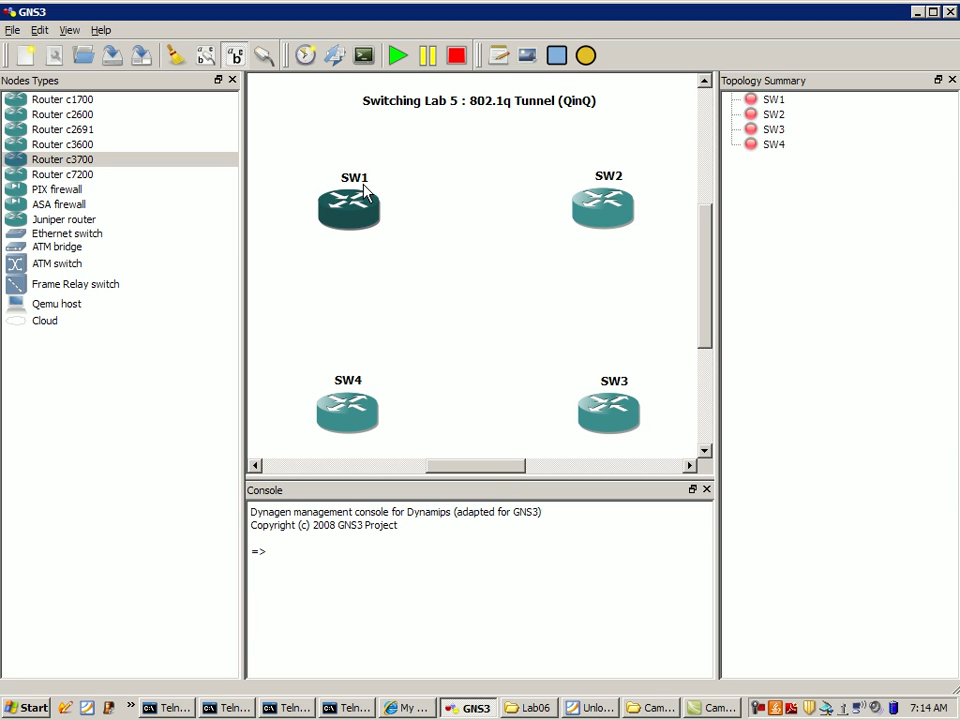 GNS3
File Edit View Help
Nodes Types
Router c1700
Router c2600
Router c2691
Router c3600
Router c3700
Router c7200
PIX firewall
ASA firewall
Juniper router
Ethernet switch
ATM bridge
ATM switch
Frame Relay switch
Qemu host
Cloud
Switching Lab 5 : 802.1q Tunnel (QinQ)
SW1
SW2
SW4
SW3
Console
Dynagen management console for Dynamips (adapted for GNS3)
Copyright (c) 2008 GNS3 Project
=>
Topology Summary
SW1
SW2
SW3
SW4
Start Teln... Teln... Teln... Teln... My ... GNS3 Lab06 Unlo... Cam... Cam... 7:14 AM